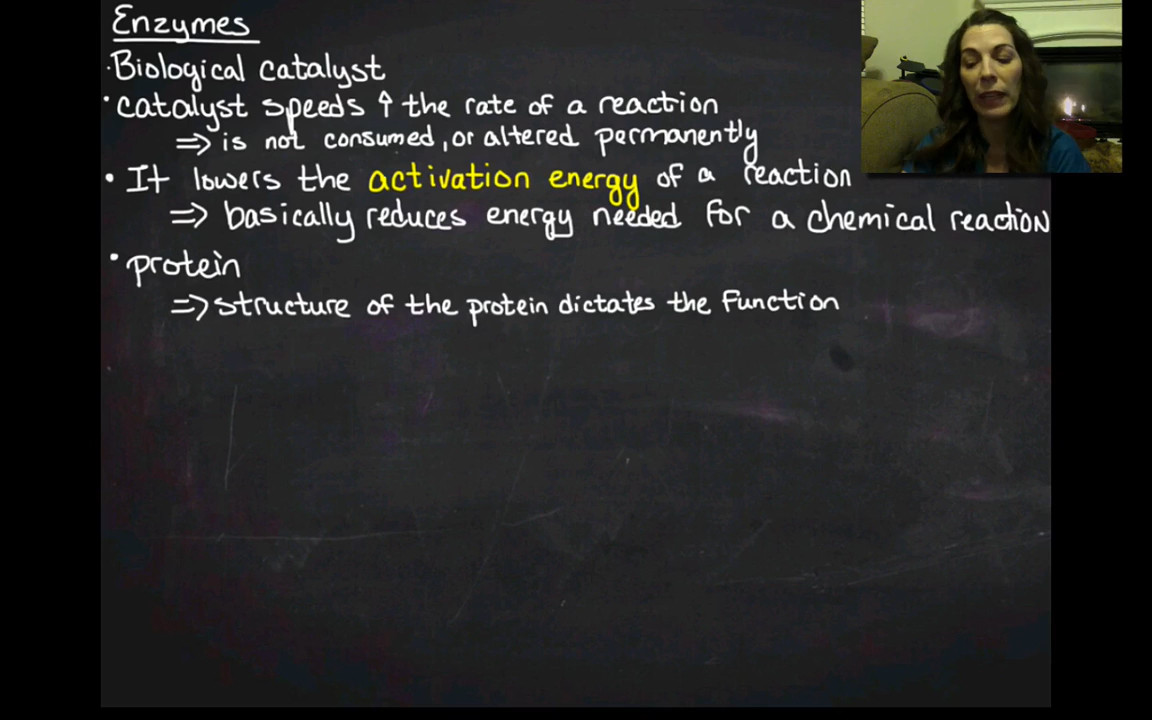 Enzymes
·Biological catalyst
·catalyst speeds ↑ the rate of a reaction
⇒ is not consumed, or altered permanently
• It lowers the activation energy of a reaction
⇒ basically reduces energy needed for a chemical reaction
·protein
⇒ structure of the protein dictates the function